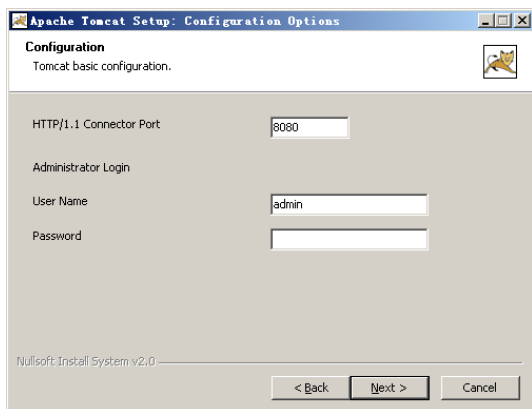 Apache Tomcat Setup: Configuration Options
Configuration
Tomcat basic configuration.
HTTP/1.1 Connector Port
8080
Administrator Login
User Name
admin
Password
Nullsoft Install System v2.0
< Back
Next >
Cancel